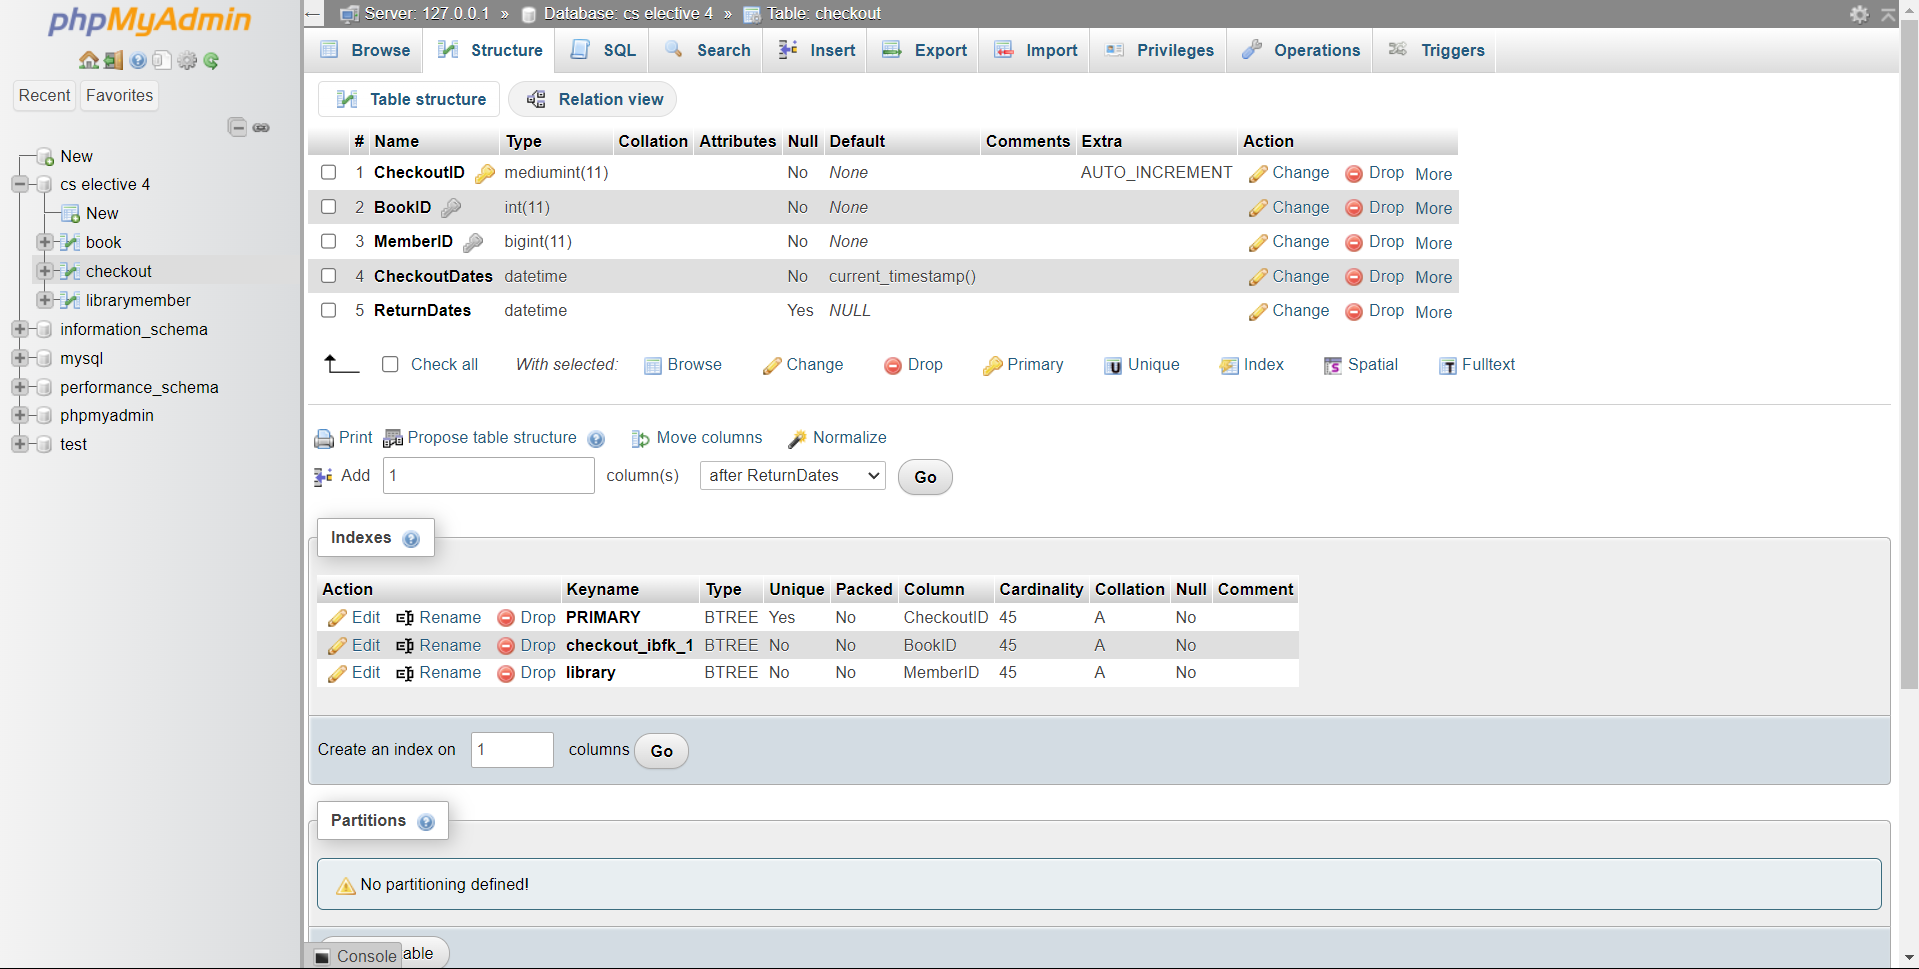 phpMyAdmin
Recent Favorites
New
cs elective 4
New
book
checkout
librarymember
information_schema
mysql
performance_schema
phpmyadmin
test
Server: 127.0.0.1 » Database: cs elective 4 » Table: checkout
Browse Structure SQL Search Insert Export Import Privileges Operations Triggers
Table structure Relation view
# Name Type Collation Attributes Null Default Comments Extra Action
1 CheckoutID mediumint(11) No None AUTO_INCREMENT Change Drop More
2 BookID int(11) No None Change Drop More
3 MemberID bigint(11) No None Change Drop More
4 CheckoutDates datetime No current_timestamp() Change Drop More
5 ReturnDates datetime Yes NULL Change Drop More
Check all With selected: Browse Change Drop Primary Unique Index Spatial Fulltext
Print Propose table structure Move columns Normalize
Add 1 column(s) after ReturnDates Go
Indexes
Action Keyname Type Unique Packed Column Cardinality Collation Null Comment
Edit Rename Drop PRIMARY BTREE Yes No CheckoutID 45 A No
Edit Rename Drop checkout_ibfk_1 BTREE No No BookID 45 A No
Edit Rename Drop library BTREE No No MemberID 45 A No
Create an index on 1 columns Go
Partitions
No partitioning defined!
Console able